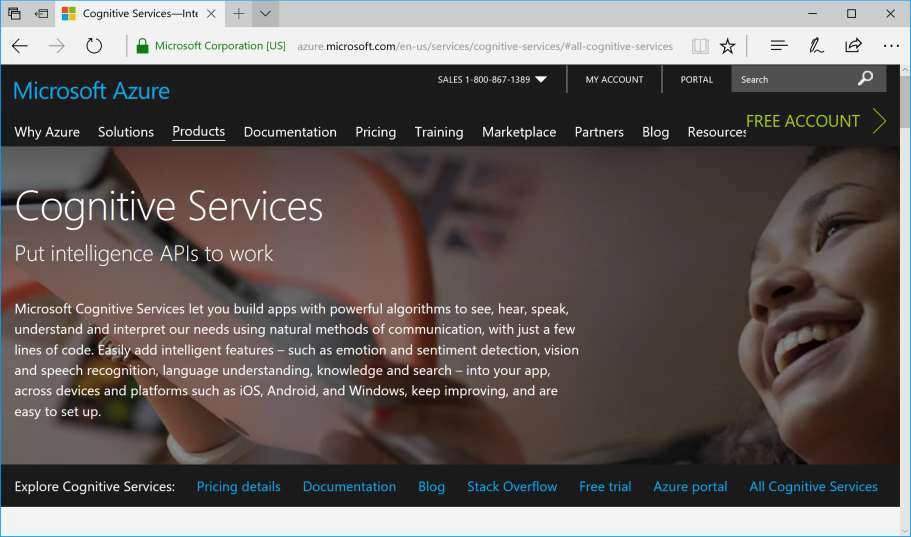 Cognitive Services—Inte
Microsoft Corporation [US]
azure.microsoft.com/en-us/services/cognitive-services/#all-cognitive-services
SALES 1-800-867-1389
MY ACCOUNT
PORTAL
Search
Microsoft Azure
FREE ACCOUNT
Why Azure
Solutions
Products
Documentation
Pricing
Training
Marketplace
Partners
Blog
Resources
Cognitive Services
Put intelligence APIs to work
Microsoft Cognitive Services let you build apps with powerful algorithms to see, hear, speak,
understand and interpret our needs using natural methods of communication, with just a few
lines of code. Easily add intelligent features – such as emotion and sentiment detection, vision
and speech recognition, language understanding, knowledge and search – into your app,
across devices and platforms such as iOS, Android, and Windows, keep improving, and are
easy to set up.
Explore Cognitive Services:
Pricing details
Documentation
Blog
Stack Overflow
Free trial
Azure portal
All Cognitive Services